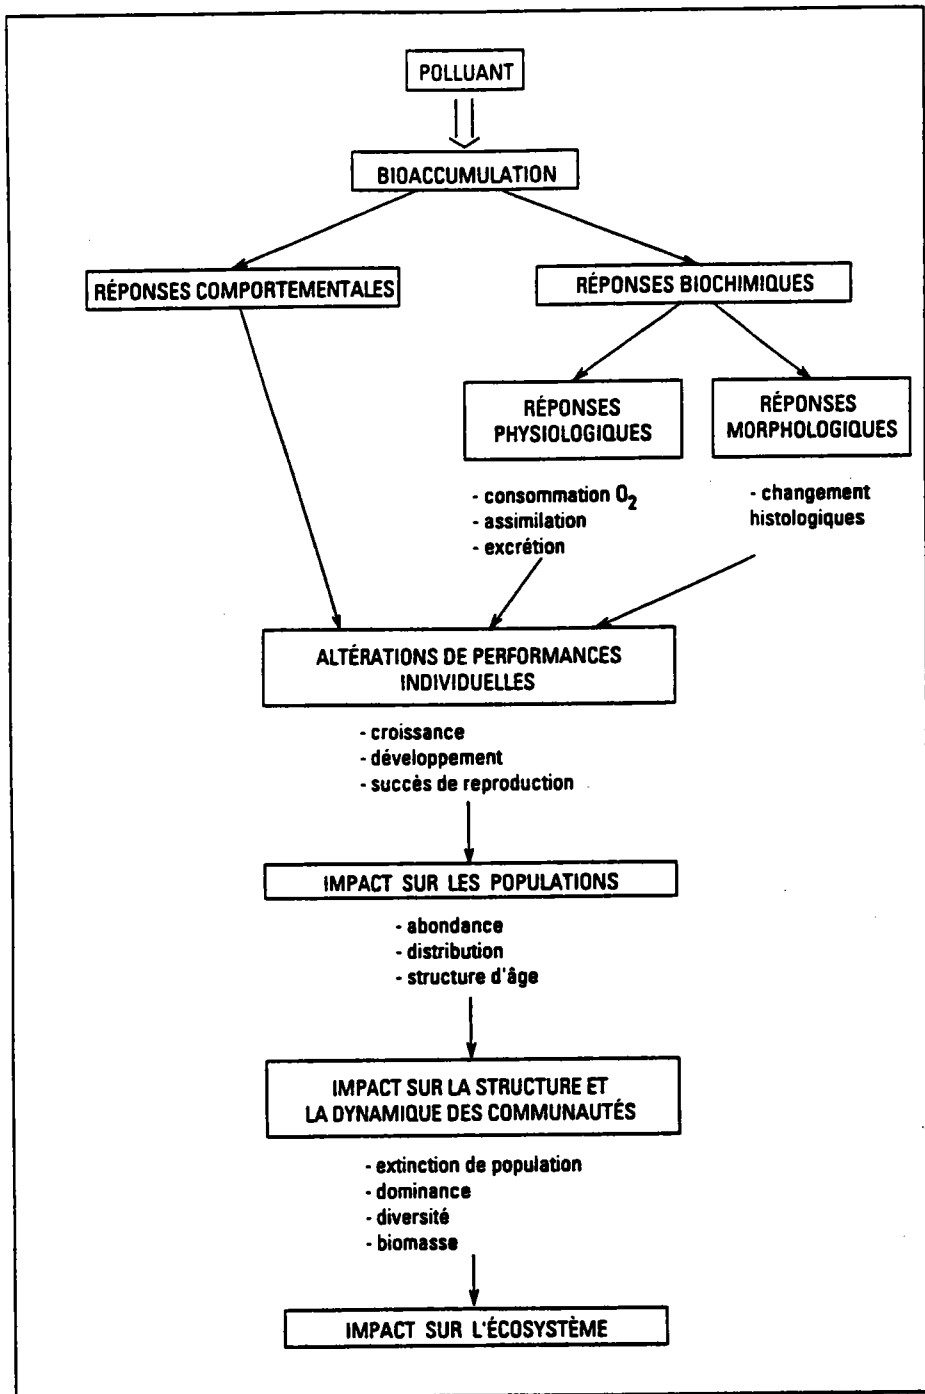 POLLUANT
BIOACCUMULATION
RÉPONSES COMPORTEMENTALES
RÉPONSES BIOCHIMIQUES
RÉPONSES
PHYSIOLOGIQUES
RÉPONSES
MORPHOLOGIQUES
- consommation O₂
- assimilation
- excrétion
- changement
histologiques
ALTÉRATIONS DE PERFORMANCES
INDIVIDUELLES
- croissance
- développement
- succès de reproduction
IMPACT SUR LES POPULATIONS
- abondance
- distribution
- structure d'âge
IMPACT SUR LA STRUCTURE ET
LA DYNAMIQUE DES COMMUNAUTÉS
- extinction de population
- dominance
- diversité
- biomasse
IMPACT SUR L'ÉCOSYSTÈME